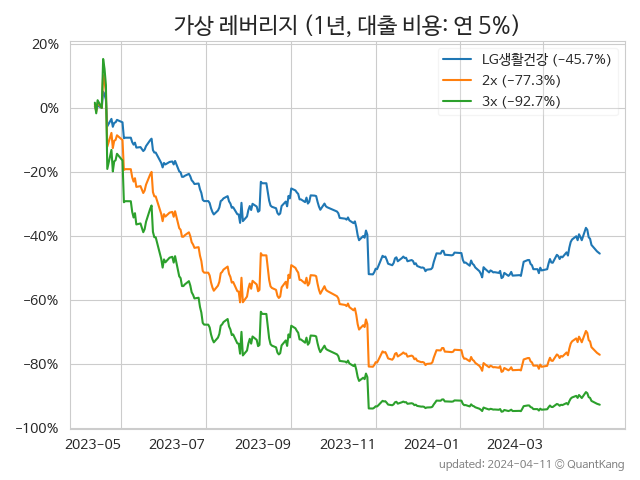 가상 레버리지 (1년, 대출 비용: 연 5%)
LG생활건강 (−45.7%)
2x (−77.3%)
3x (−92.7%)
20%
0%
−20%
−40%
−60%
−80%
−100%
2023-05 2023-07 2023-09 2023-11 2024-01 2024-03
updated: 2024-04-11 © QuantKang